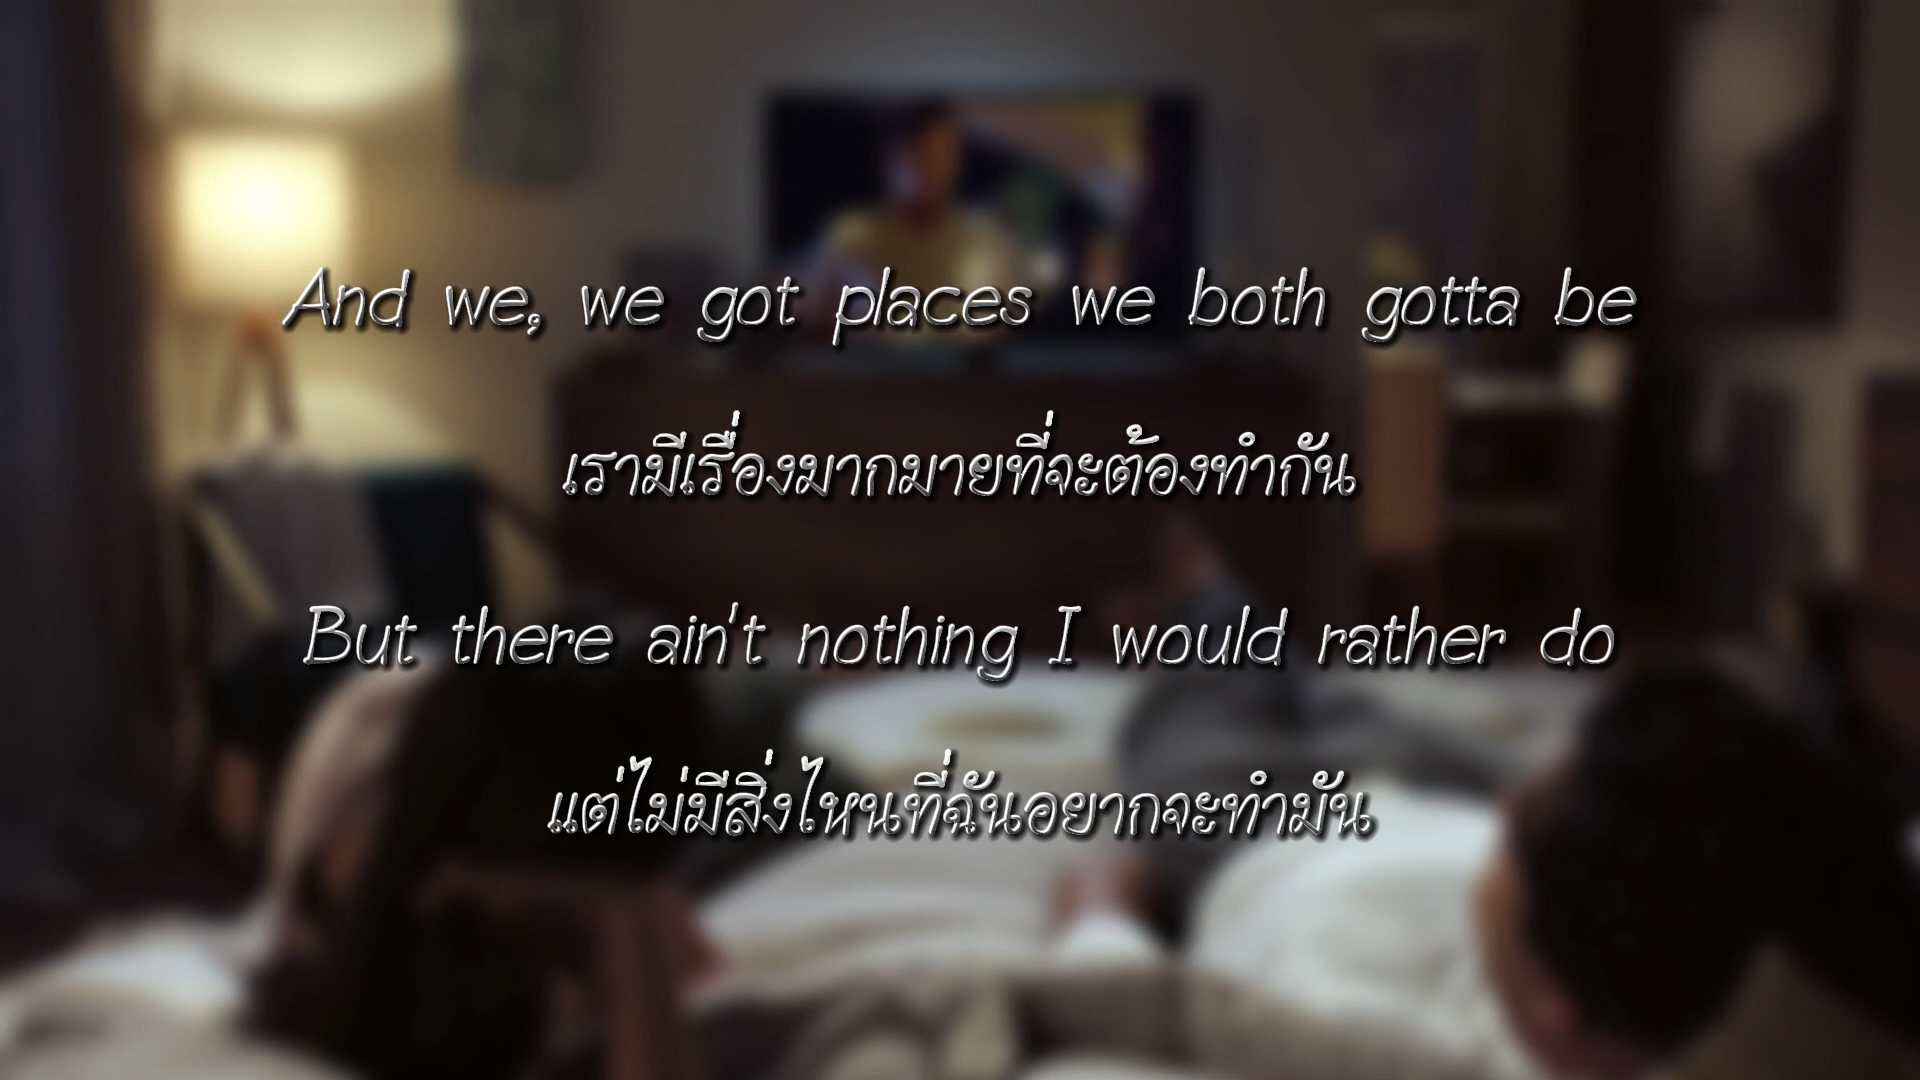 And we, we got places we both gotta be
เรามีเรื่องมากมายที่จะต้องทำกัน
But there ain't nothing I would rather do
แต่ไม่มีสิ่งไหนที่ฉันอยากจะทำมัน